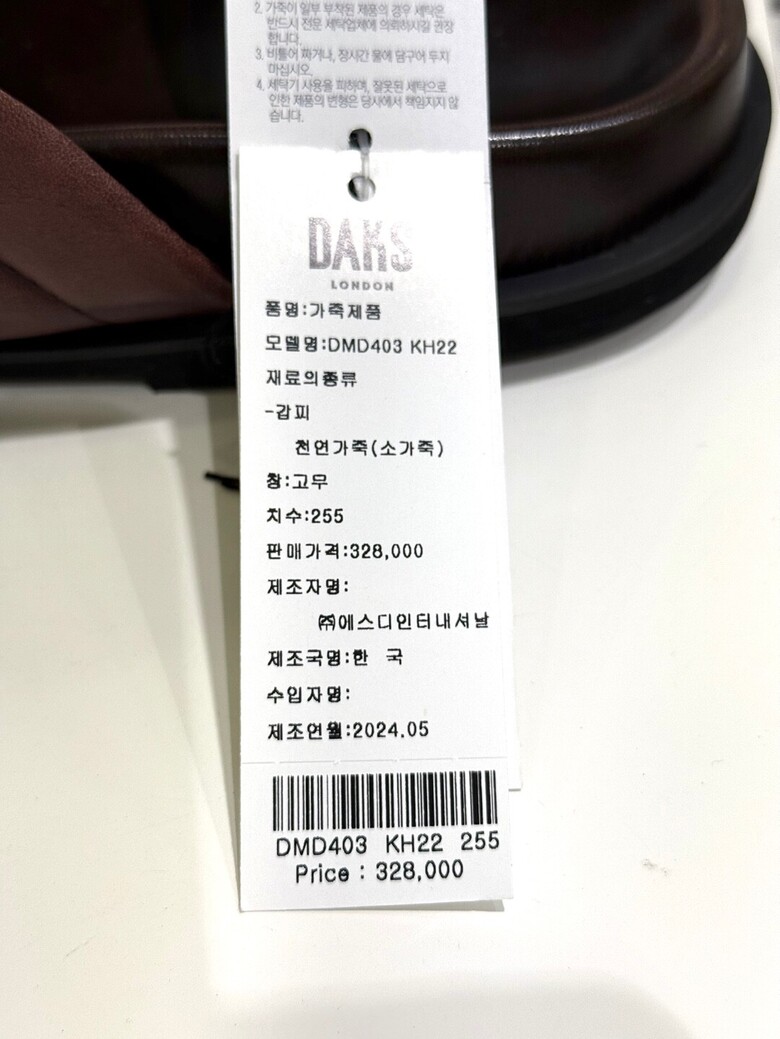 2. 가죽이 일부 부착된 제품의 경우 세탁은
반드시 전문 세탁업체에 의뢰하시길 권장
합니다.
3. 비틀어 짜거나, 장시간 물에 담구어 두지
마십시오.
4. 세탁기 사용을 피하며, 잘못된 세탁으로
인한 제품의 변형은 당사에서 책임지지 않
습니다.
DAKS
LONDON
품명:가죽제품
모델명:DMD403 KH22
재료의종류
-갑피
천연가죽(소가죽)
창:고무
치수:255
판매가격:328,000
제조자명:
㈜에스디인터내셔날
제조국명:한 국
수입자명:
제조연월:2024.05
DMD403 KH22 255
Price : 328,000